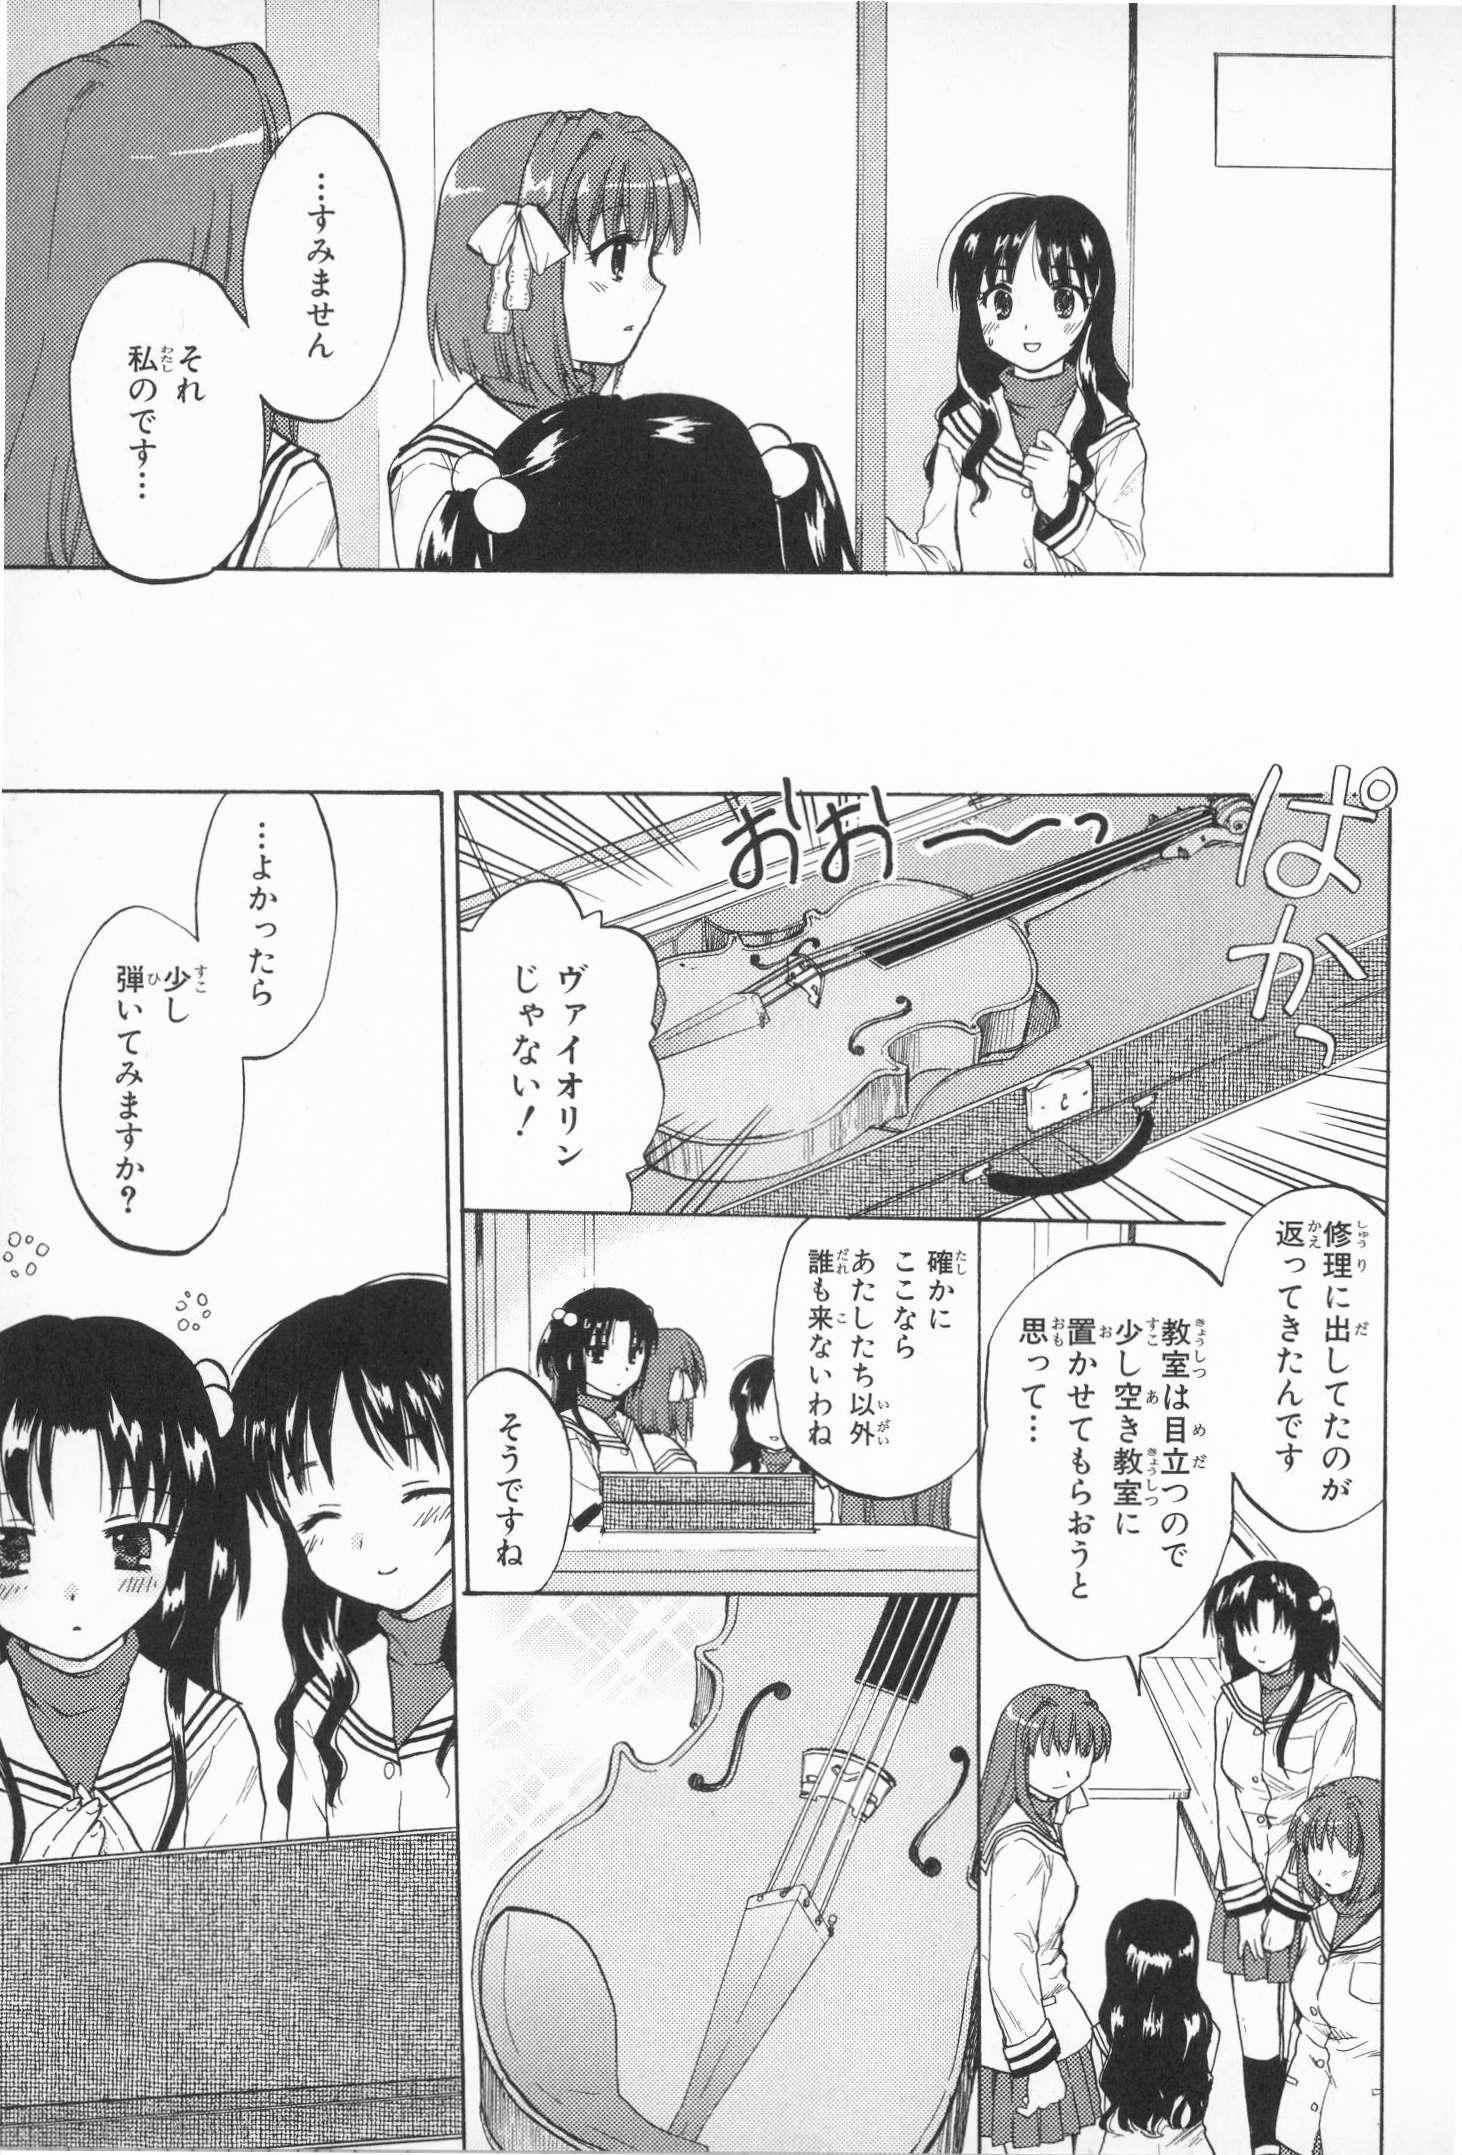 …すみません
それ
私のです…
ぱかっ
おお〜っ
ヴァイオリン
じゃない!
修理に出してたのが
返ってきたんです
教室は目立つので
少し空き教室に
置かせてもらおうと
思って…
確かに
ここなら
あたしたち以外
誰も来ないわね
そうですね
…よかったら
少し
弾いてみますか?